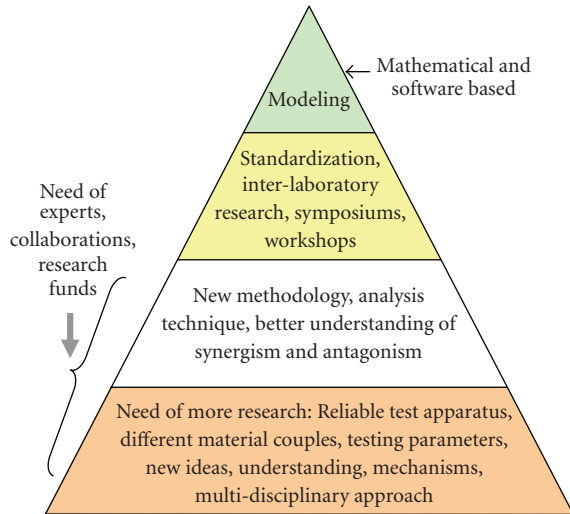 Modeling
Mathematical and
software based
Standardization,
inter-laboratory
research, symposiums,
workshops
Need of
experts,
collaborations,
research
funds
New methodology, analysis
technique, better understanding of
synergism and antagonism
Need of more research: Reliable test apparatus,
different material couples, testing parameters,
new ideas, understanding, mechanisms,
multi-disciplinary approach